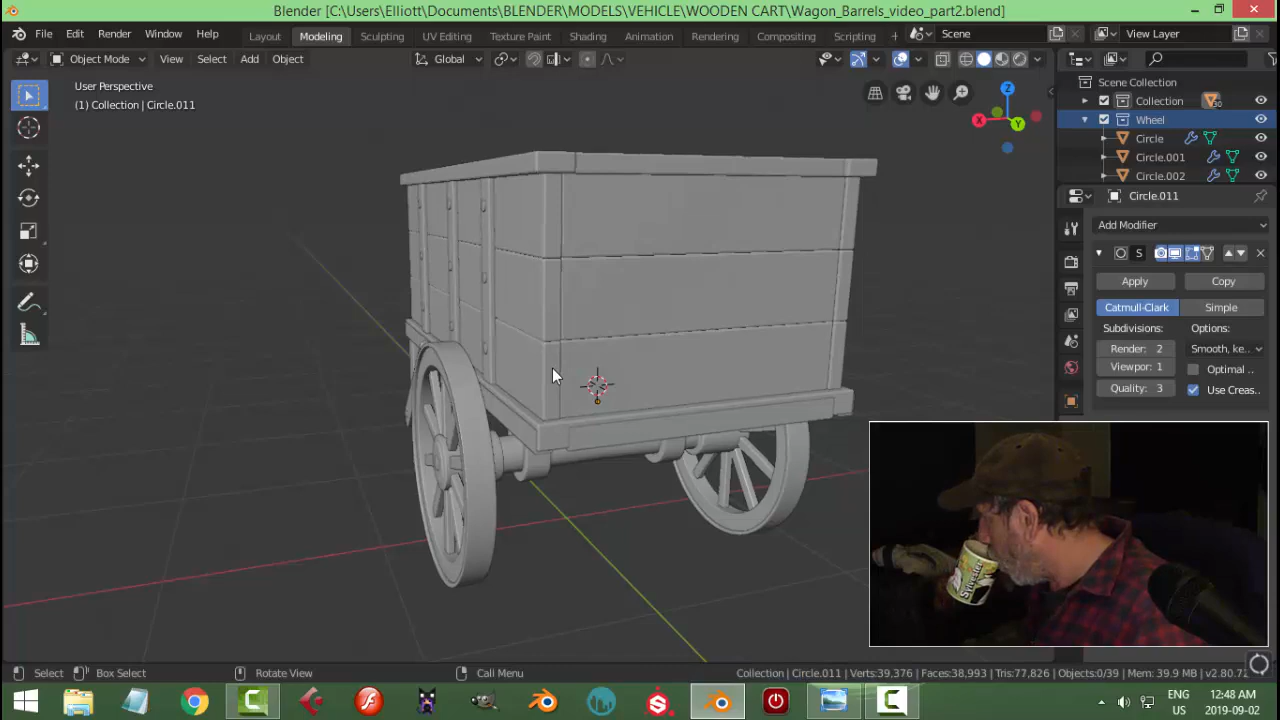 Blender [C:\Users\Elliott\Documents\BLENDER\MODELS\VEHICLE\WOODEN CART\Wagon_Barrels_video_part2.blend]
File Edit Render Window Help Layout Modeling Sculpting UV Editing Texture Paint Shading Animation Rendering Compositing Scripting + Scene View Layer
Object Mode View Select Add Object Global
User Perspective
(1) Collection | Circle.011
Z
X
Y
Scene Collection
Collection 30
Wheel
Circle
Circle.001
Circle.002
Circle.011
Add Modifier
S
Apply Copy
Catmull-Clark Simple
Subdivisions: Options:
Render: 2 Smooth, ke..
Viewport: 1 Optimal ..
Quality: 3 Use Creas..
Sylvester
Select Box Select Rotate View Call Menu Collection | Circle.011 | Verts:39,376 | Faces:38,993 | Tris:77,826 | Objects:0/39 | Mem: 39.9 MB | v2.80.7
ENG 12:48 AM
US 2019-09-02